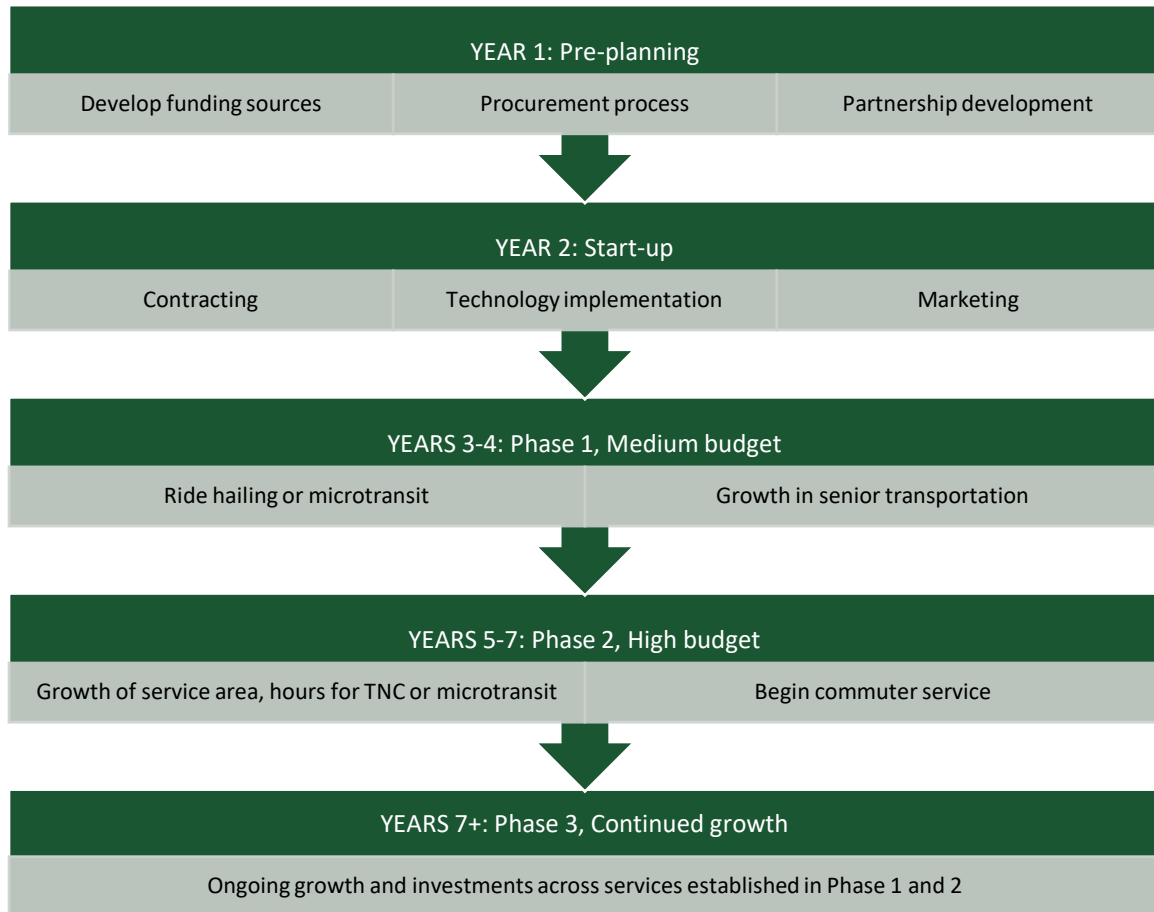 YEAR 1: Pre-planning
Develop funding sources
Procurement process
Partnership development
YEAR 2: Start-up
Contracting
Technology implementation
Marketing
YEARS 3-4: Phase 1, Medium budget
Ride hailing or microtransit
Growth in senior transportation
YEARS 5-7: Phase 2, High budget
Growth of service area, hours for TNC or microtransit
Begin commuter service
YEARS 7+: Phase 3, Continued growth
Ongoing growth and investments across services established in Phase 1 and 2